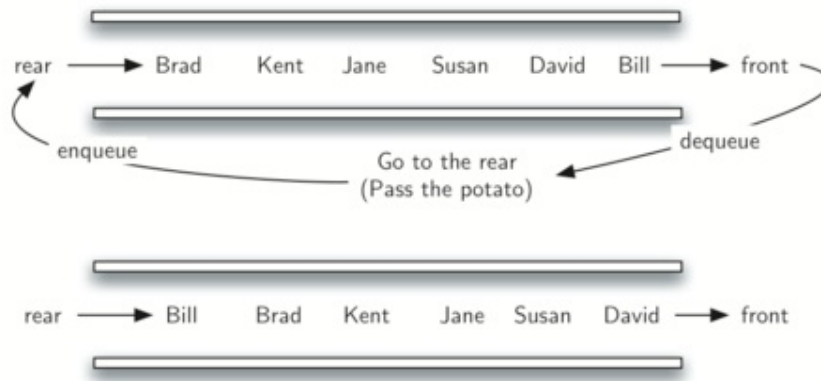 rear Brad Kent Jane Susan David Bill front
enqueue
dequeue
Go to the rear
(Pass the potato)
rear Bill Brad Kent Jane Susan David front